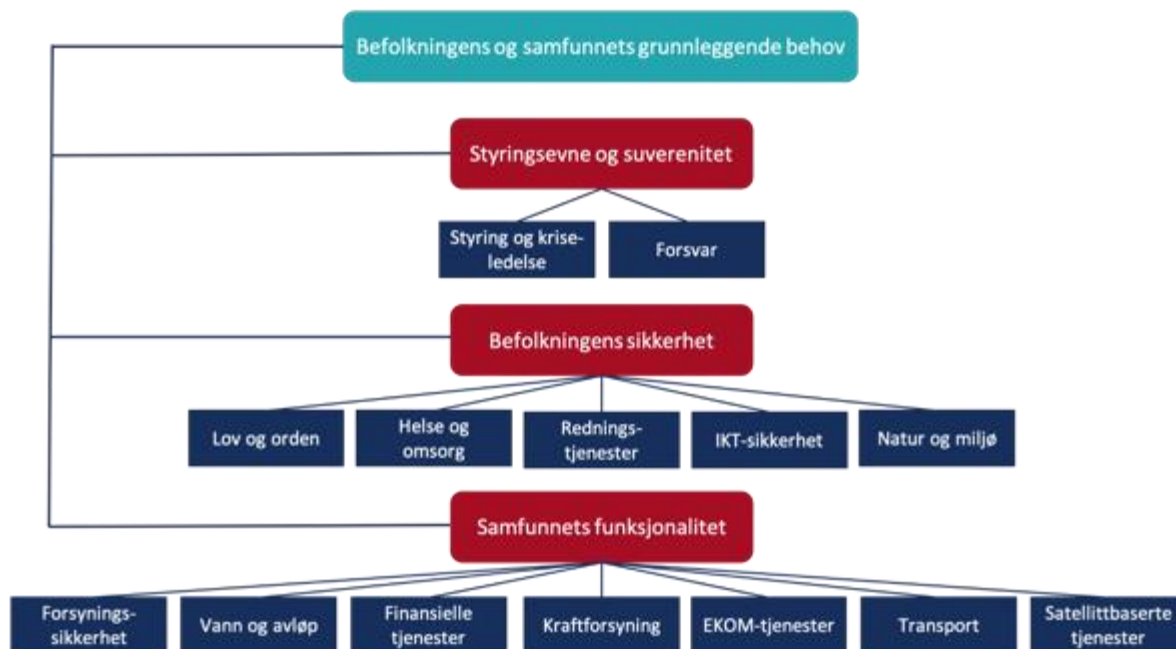 Befolkningens og samfunnets grunnleggende behov
Styringsevne og suverenitet
Styring og krise-
ledelse
Forsvar
Befolkningens sikkerhet
Lov og orden
Helse og
omsorg
Rednings-
tjenester
IKT-sikkerhet
Natur og miljø
Samfunnets funksjonalitet
Forsynings-
sikkerhet
Vann og avløp
Finansielle
tjenester
Kraftforsyning
EKOM-tjenester
Transport
Satellittbaserte
tjenester